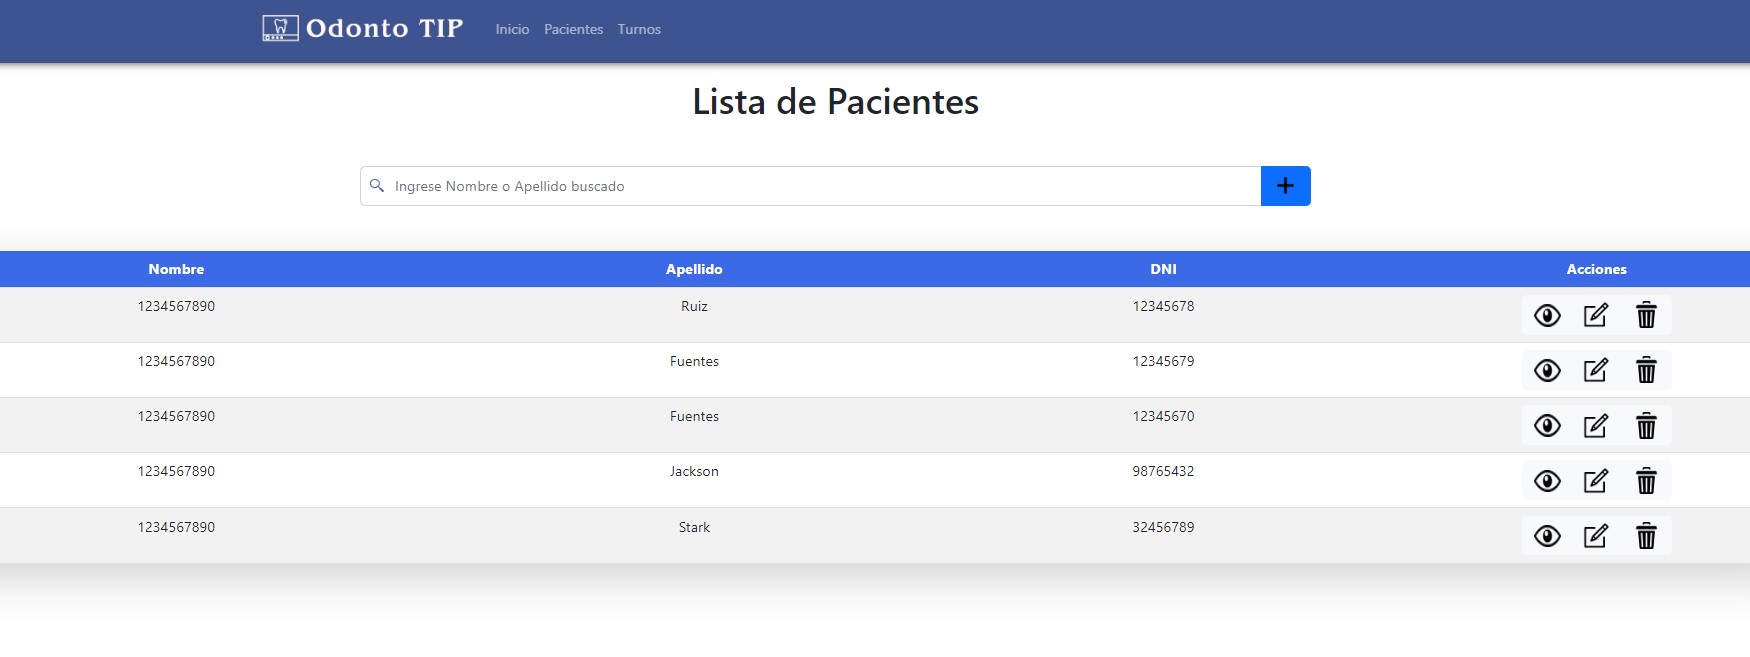 Odonto TIP Inicio Pacientes Turnos
Lista de Pacientes
Ingrese Nombre o Apellido buscado
Nombre Apellido DNI Acciones
1234567890 Ruiz 12345678
1234567890 Fuentes 12345679
1234567890 Fuentes 12345670
1234567890 Jackson 98765432
1234567890 Stark 32456789